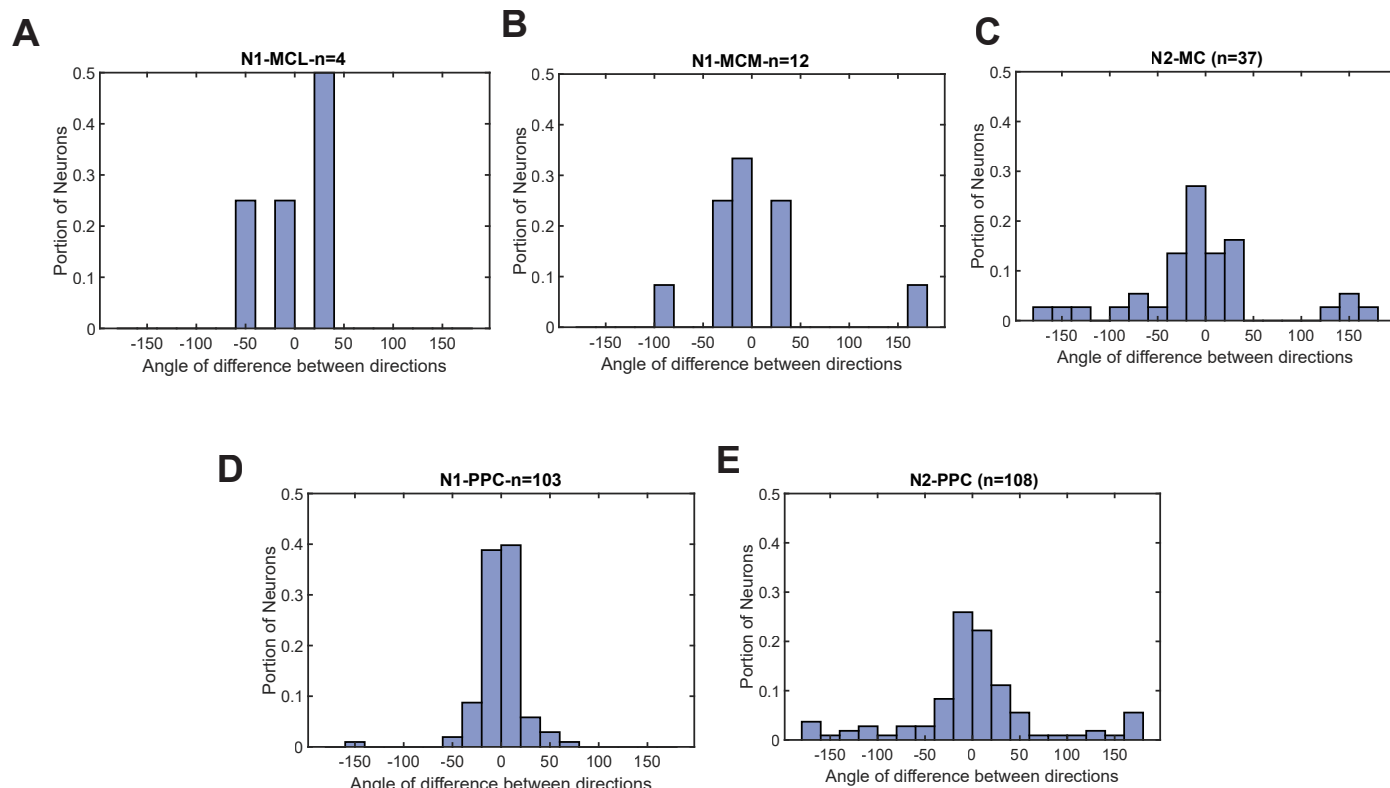 A
N1-MCL-n=4
Portion of Neurons
0.5
0.4
0.3
0.2
0.1
0
-150 -100 -50 0 50 100 150
Angle of difference between directions
B
N1-MCM-n=12
Portion of Neurons
0.5
0.4
0.3
0.2
0.1
0
-150 -100 -50 0 50 100 150
Angle of difference between directions
C
N2-MC (n=37)
Portion of Neurons
0.5
0.4
0.3
0.2
0.1
0
-150 -100 -50 0 50 100 150
Angle of difference between directions
D
N1-PPC-n=103
Portion of Neurons
0.5
0.4
0.3
0.2
0.1
0
-150 -100 -50 0 50 100 150
Angle of difference between directions
E
N2-PPC (n=108)
Portion of Neurons
0.5
0.4
0.3
0.2
0.1
0
-150 -100 -50 0 50 100 150
Angle of difference between directions